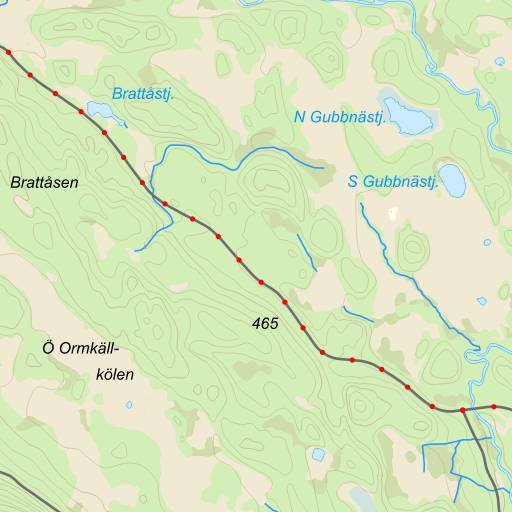 Brattåstj.
N Gubbnästj.
S Gubbnästj.
Brattåsen
465
Ö Ormkäll-
kölen